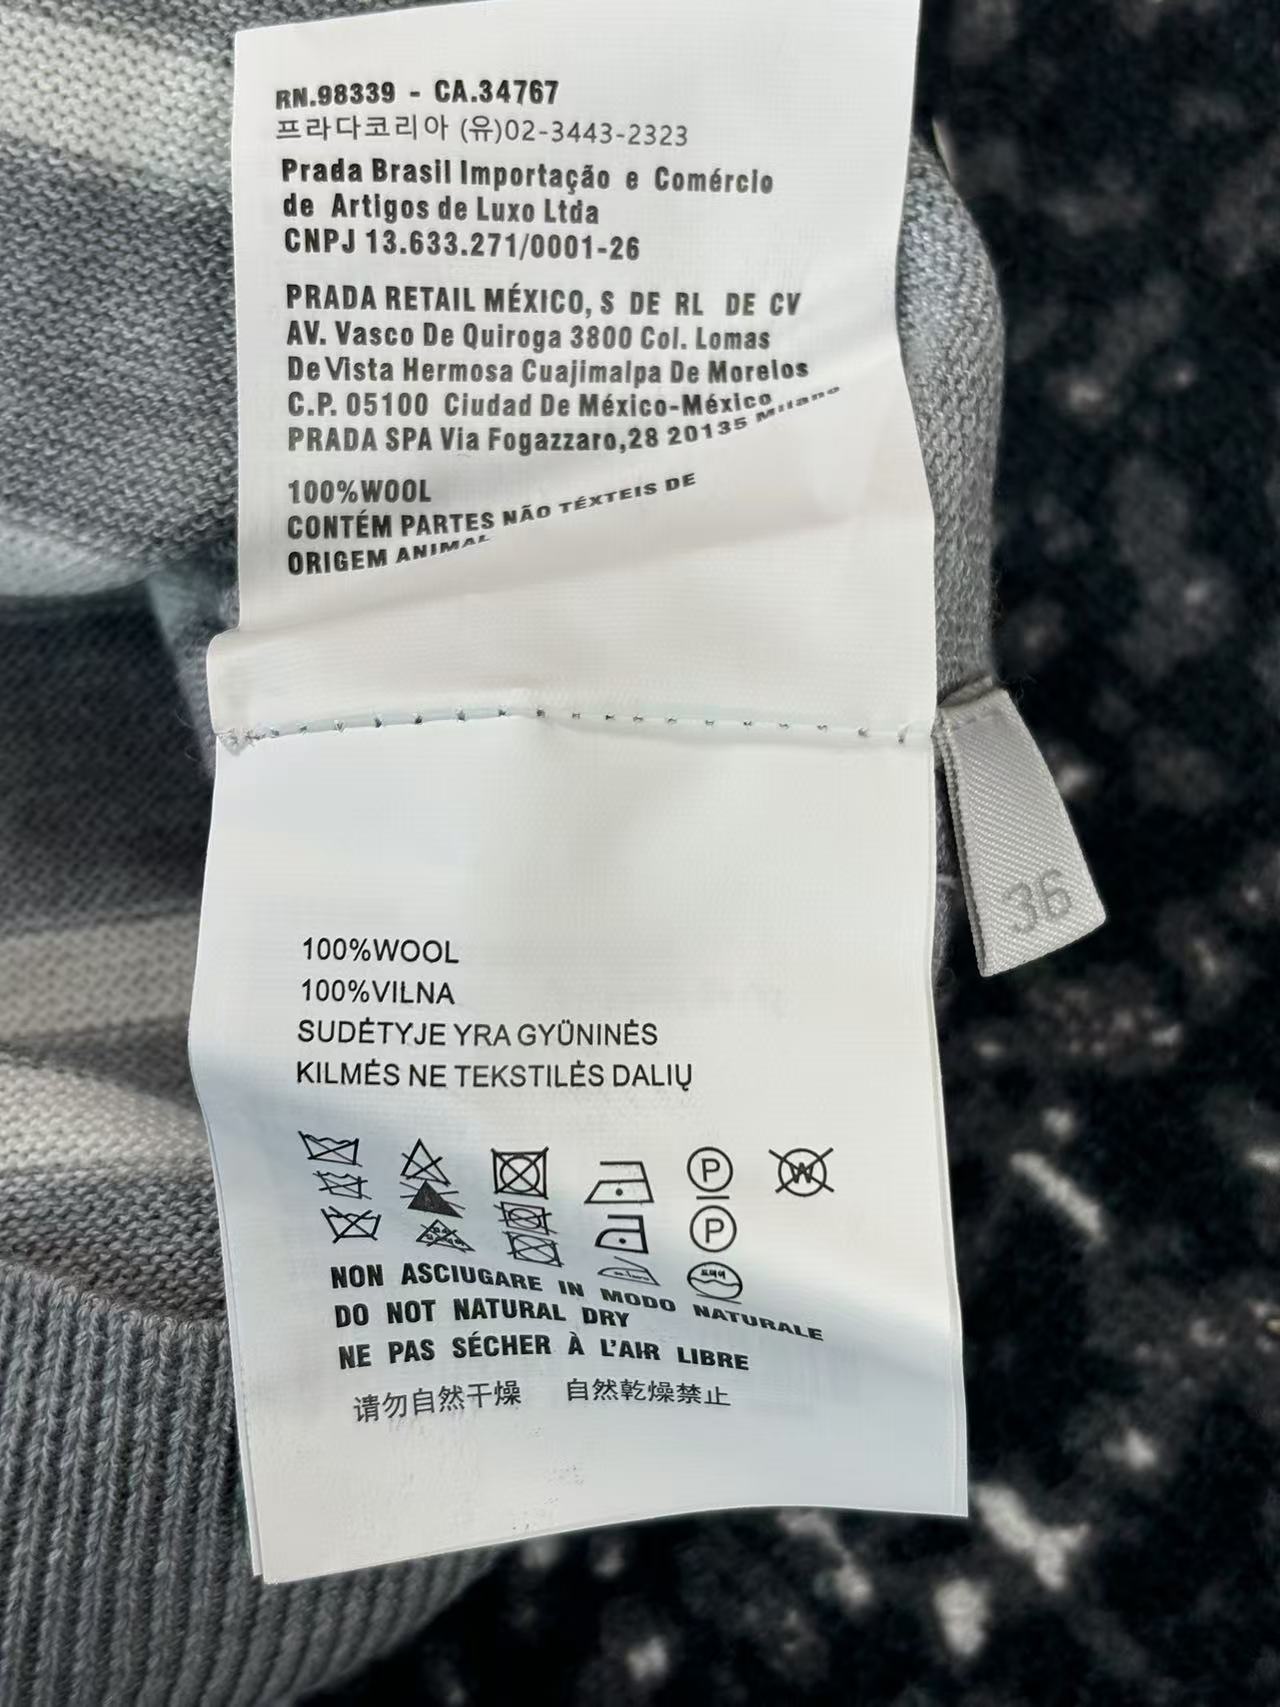 RN.98339 - CA.34767
프라다코리아 (유)02-3443-2323
Prada Brasil Importação e Comércio
de Artigos de Luxo Ltda
CNPJ 13.633.271/0001-26
PRADA RETAIL MÉXICO, S DE RL DE CV
AV. Vasco De Quiroga 3800 Col. Lomas
De Vista Hermosa Cuajimalpa De Morelos
C.P. 05100 Ciudad De México-México
PRADA SPA Via Fogazzaro,28 20135 Milano
100%WOOL
CONTÉM PARTES NÃO TÉXTEIS DE
ORIGEM ANIMAL
36
100%WOOL
100%VILNA
SUDĖTYJE YRA GYŪNINĖS
KILMĖS NE TEKSTILĖS DALIŲ
P W
P
NON ASCIUGARE IN MODO NATURALE
DO NOT NATURAL DRY
NE PAS SÉCHER À L'AIR LIBRE
请勿自然干燥 自然乾燥禁止